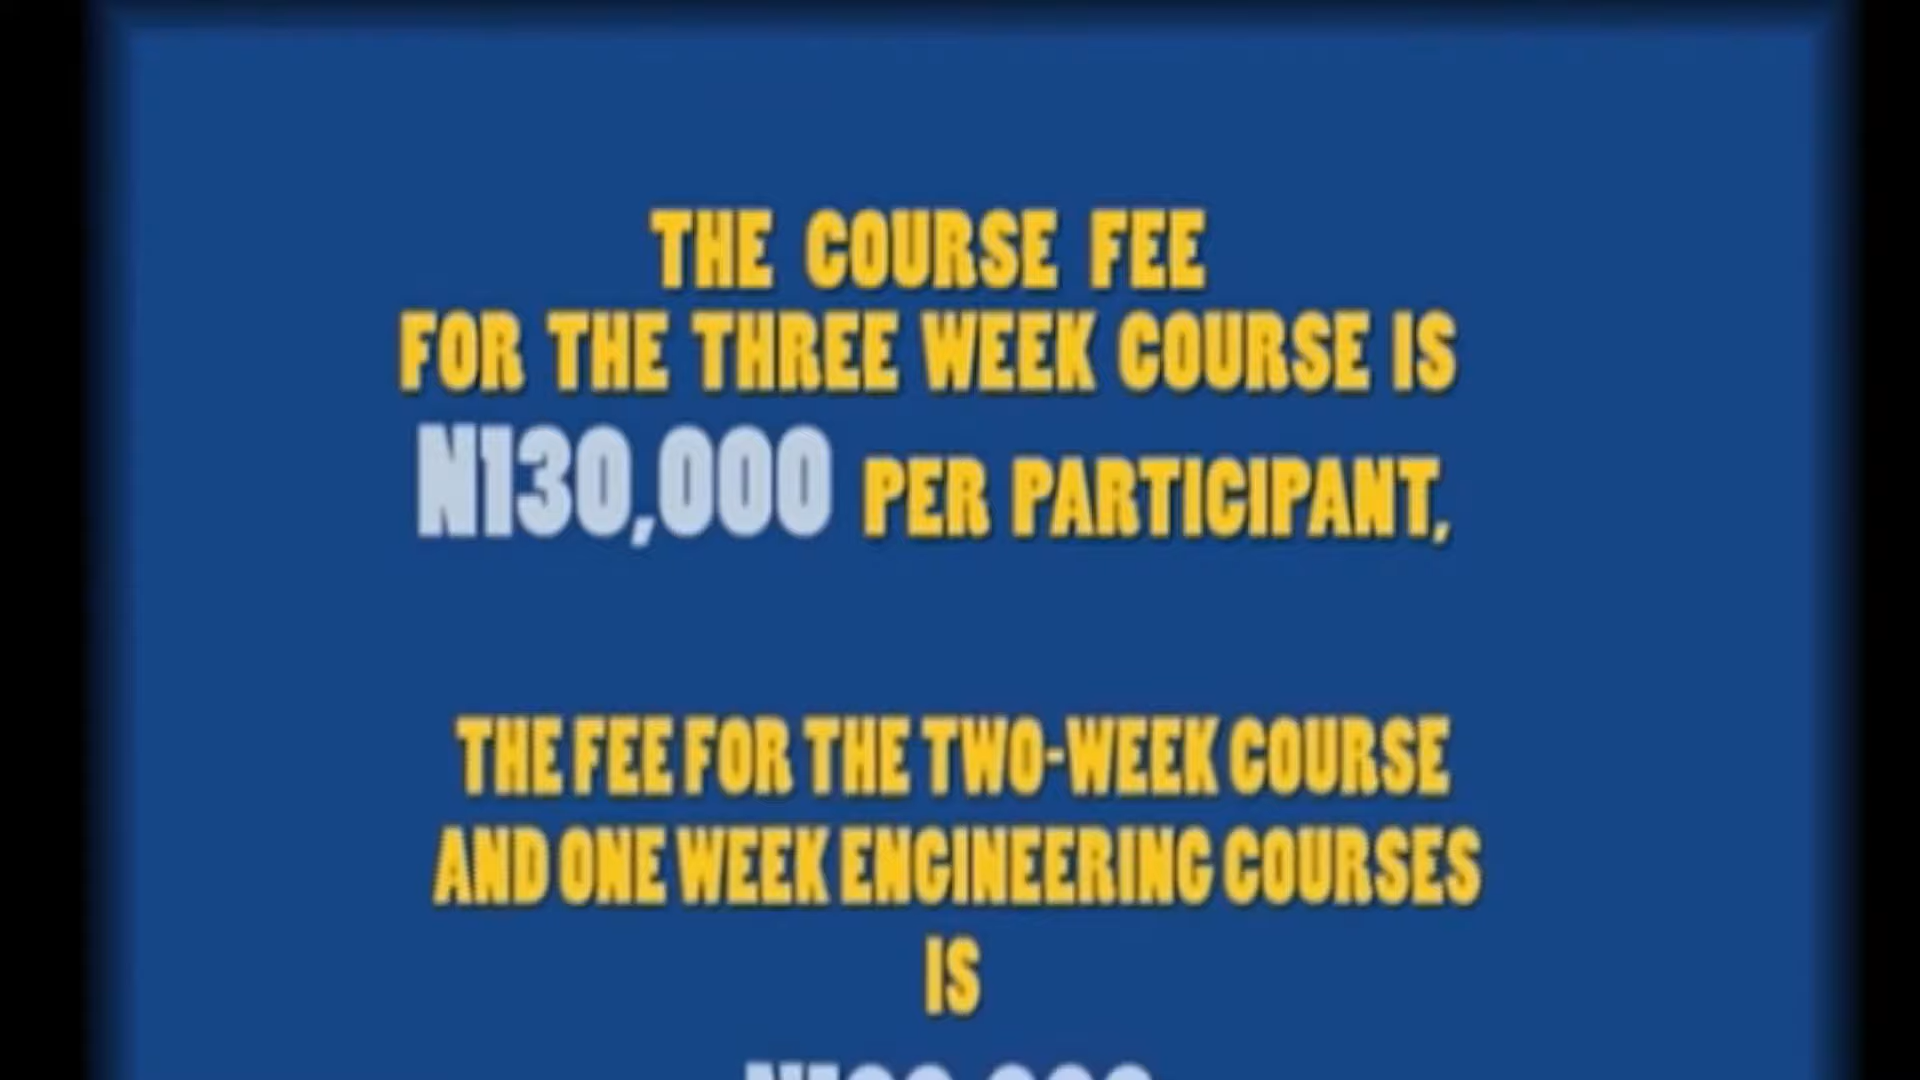 THE COURSE FEE
FOR THE THREE WEEK COURSE IS
N130,000 PER PARTICIPANT,
THE FEE FOR THE TWO-WEEK COURSE
AND ONE WEEK ENGINEERING COURSES
IS